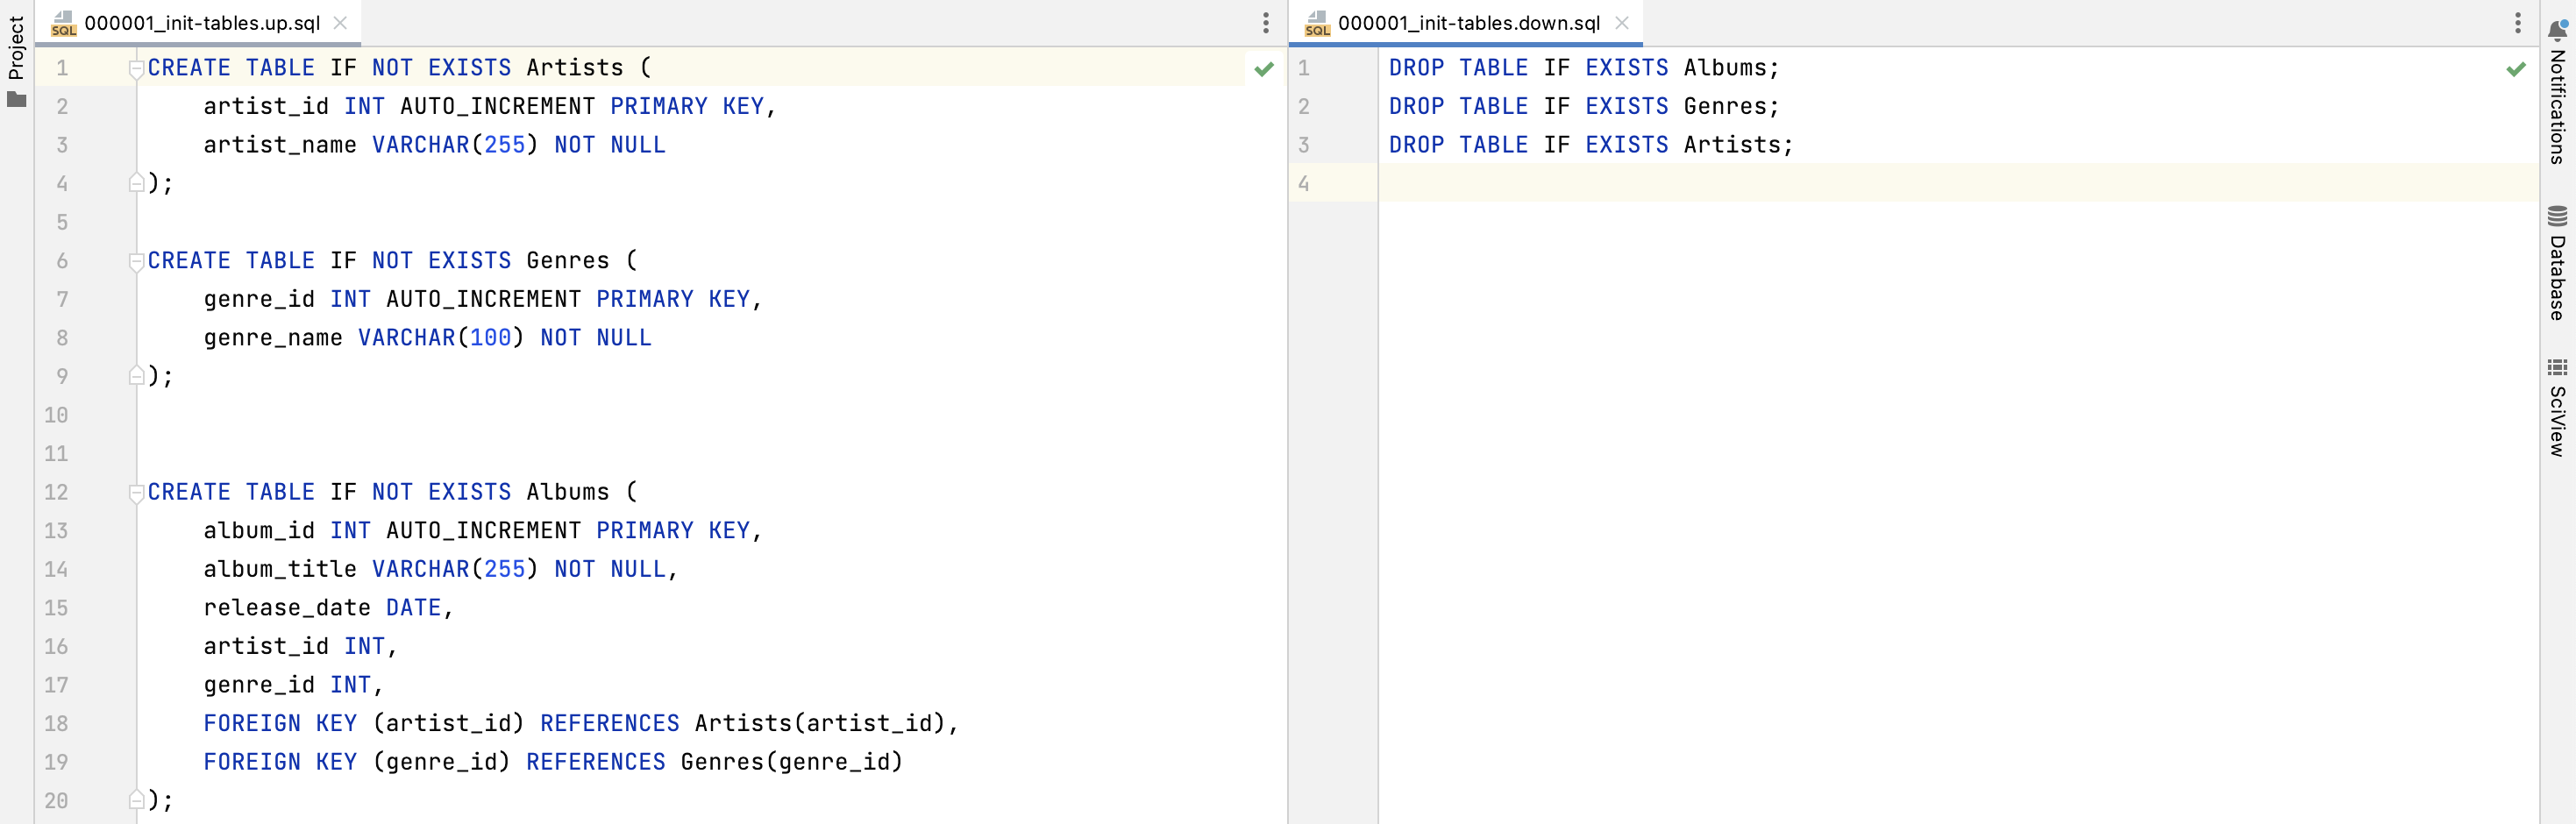 Project
000001_init-tables.up.sql
1 CREATE TABLE IF NOT EXISTS Artists (
2 artist_id INT AUTO_INCREMENT PRIMARY KEY,
3 artist_name VARCHAR(255) NOT NULL
4 );
5
6 CREATE TABLE IF NOT EXISTS Genres (
7 genre_id INT AUTO_INCREMENT PRIMARY KEY,
8 genre_name VARCHAR(100) NOT NULL
9 );
10
11
12 CREATE TABLE IF NOT EXISTS Albums (
13 album_id INT AUTO_INCREMENT PRIMARY KEY,
14 album_title VARCHAR(255) NOT NULL,
15 release_date DATE,
16 artist_id INT,
17 genre_id INT,
18 FOREIGN KEY (artist_id) REFERENCES Artists(artist_id),
19 FOREIGN KEY (genre_id) REFERENCES Genres(genre_id)
20 );
000001_init-tables.down.sql
1 DROP TABLE IF EXISTS Albums;
2 DROP TABLE IF EXISTS Genres;
3 DROP TABLE IF EXISTS Artists;
4
SQL
SQL
Notifications
Database
SciView